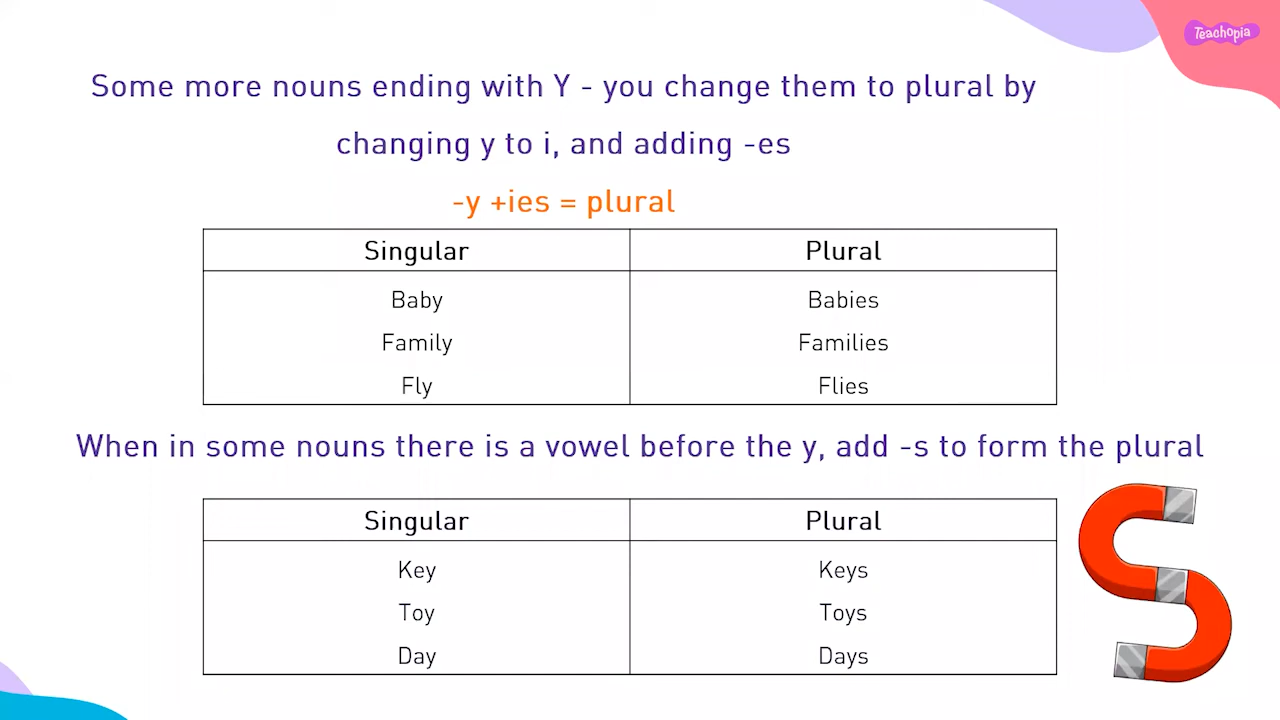 Teachopia
Some more nouns ending with Y - you change them to plural by
changing y to i, and adding -es
-y +ies = plural
Singular Plural
Baby Babies
Family Families
Fly Flies
When in some nouns there is a vowel before the y, add -s to form the plural
Singular Plural
Key Keys
Toy Toys
Day Days
S